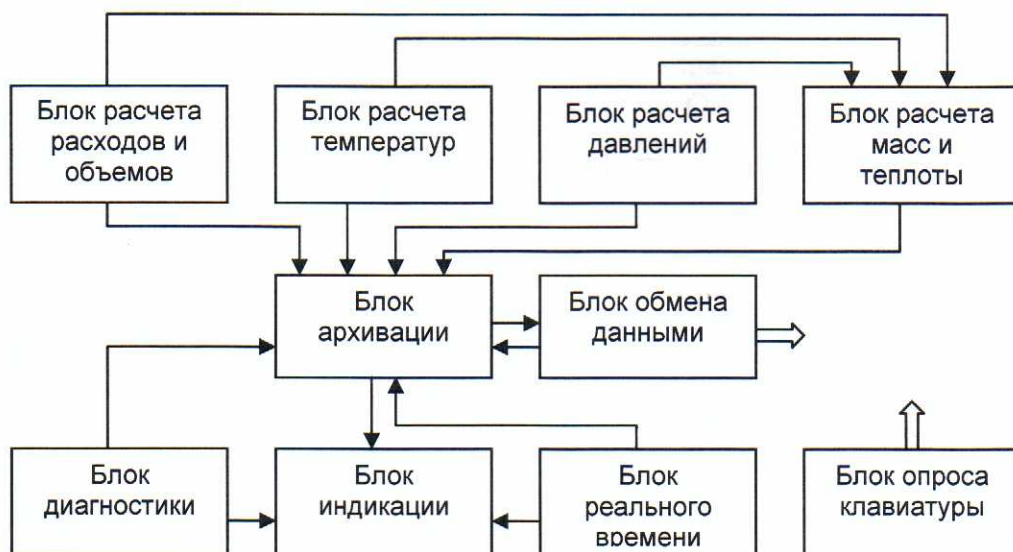 Блок расчета
расходов и
объемов
Блок расчета
температур
Блок расчета
давлений
Блок расчета
масс и
теплоты
Блок
архивации
Блок обмена
данными
Блок
диагностики
Блок
индикации
Блок
реального
времени
Блок опроса
клавиатуры